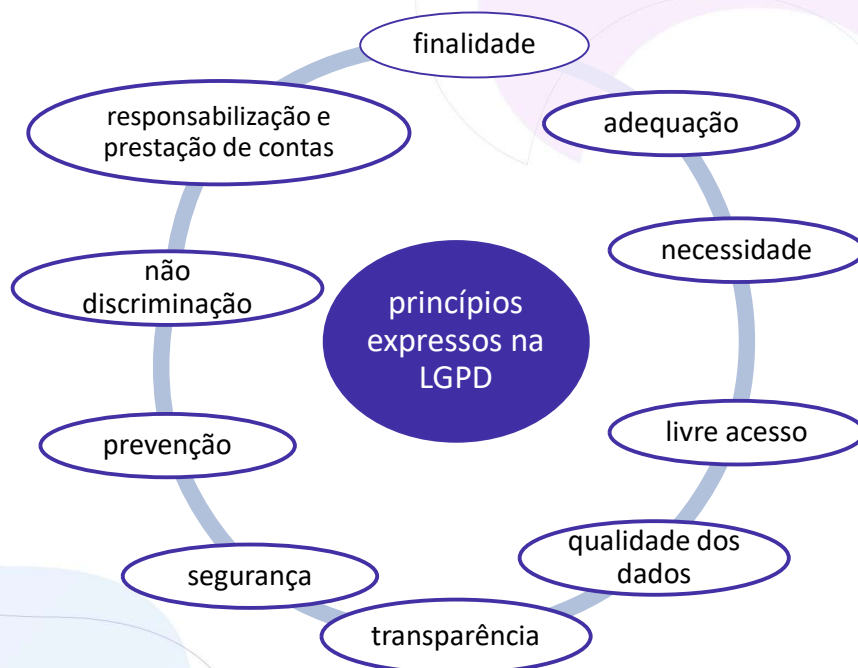 finalidade
adequação
necessidade
livre acesso
qualidade dos
dados
transparência
segurança
prevenção
não
discriminação
responsabilização e
prestação de contas
princípios
expressos na
LGPD